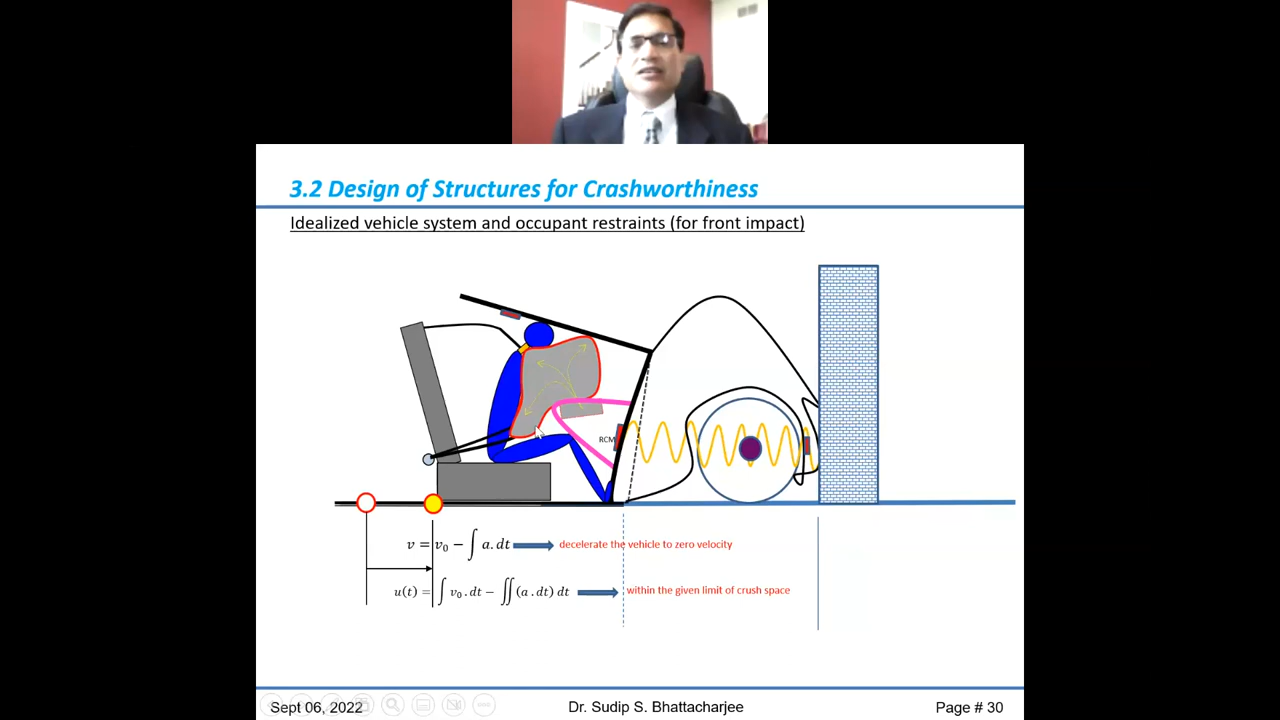 3.2 Design of Structures for Crashworthiness
Idealized vehicle system and occupant restraints (for front impact)
RCM
v = v₀ − ∫ a. dt
decelerate the vehicle to zero velocity
u(t) = ∫ v₀. dt − ∬ (a . dt) dt
within the given limit of crush space
Sept 06, 2022
Dr. Sudip S. Bhattacharjee
Page # 30